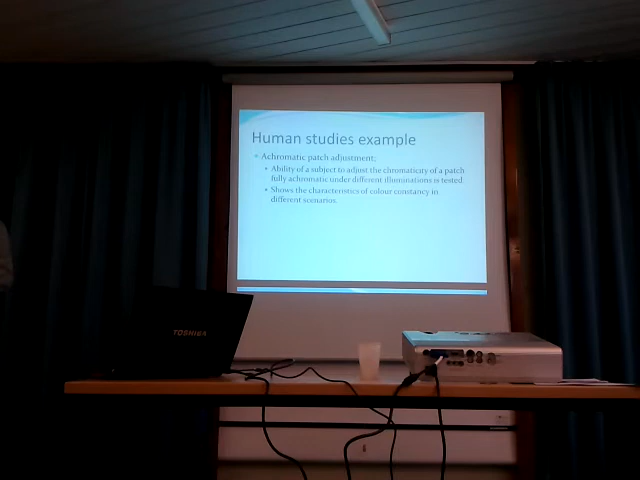 Human studies example
Achromatic patch adjustment:
Ability of a subject to adjust the chromaticity of a patch
fully achromatic under different illuminations is tested.
Shows the characteristics of colour constancy in
different scenarios.
TOSHIBA